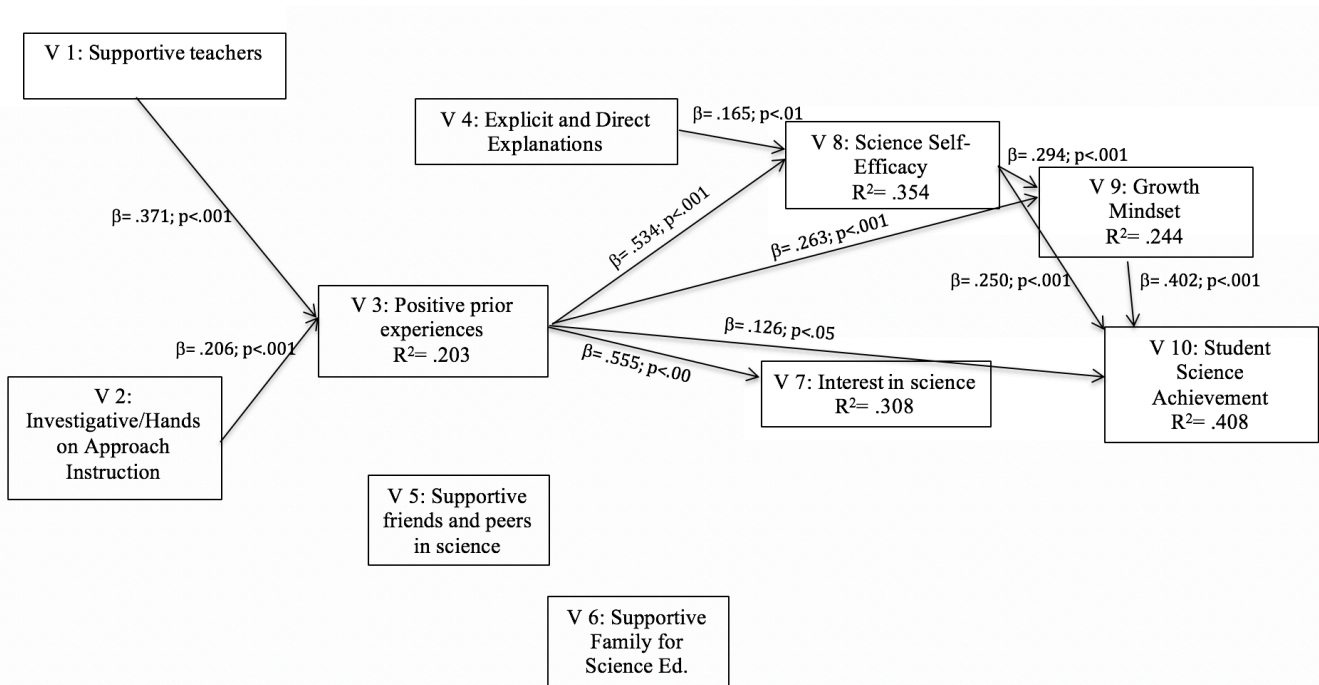 V 1: Supportive teachers
V 4: Explicit and Direct
Explanations
β= .165; p<.01
V 8: Science Self-
Efficacy
R²= .354
β= .294; p<.001
V 9: Growth
Mindset
R²= .244
β= .371; p<.001
β= .534; p<.001
β= .263; p<.001
β= .250; p<.001
β= .402; p<.001
V 3: Positive prior
experiences
R²= .203
β= .206; p<.001
β= .126; p<.05
β= .555; p<.00
V 7: Interest in science
R²= .308
V 10: Student
Science
Achievement
R²= .408
V 2:
Investigative/Hands
on Approach
Instruction
V 5: Supportive
friends and peers
in science
V 6: Supportive
Family for
Science Ed.